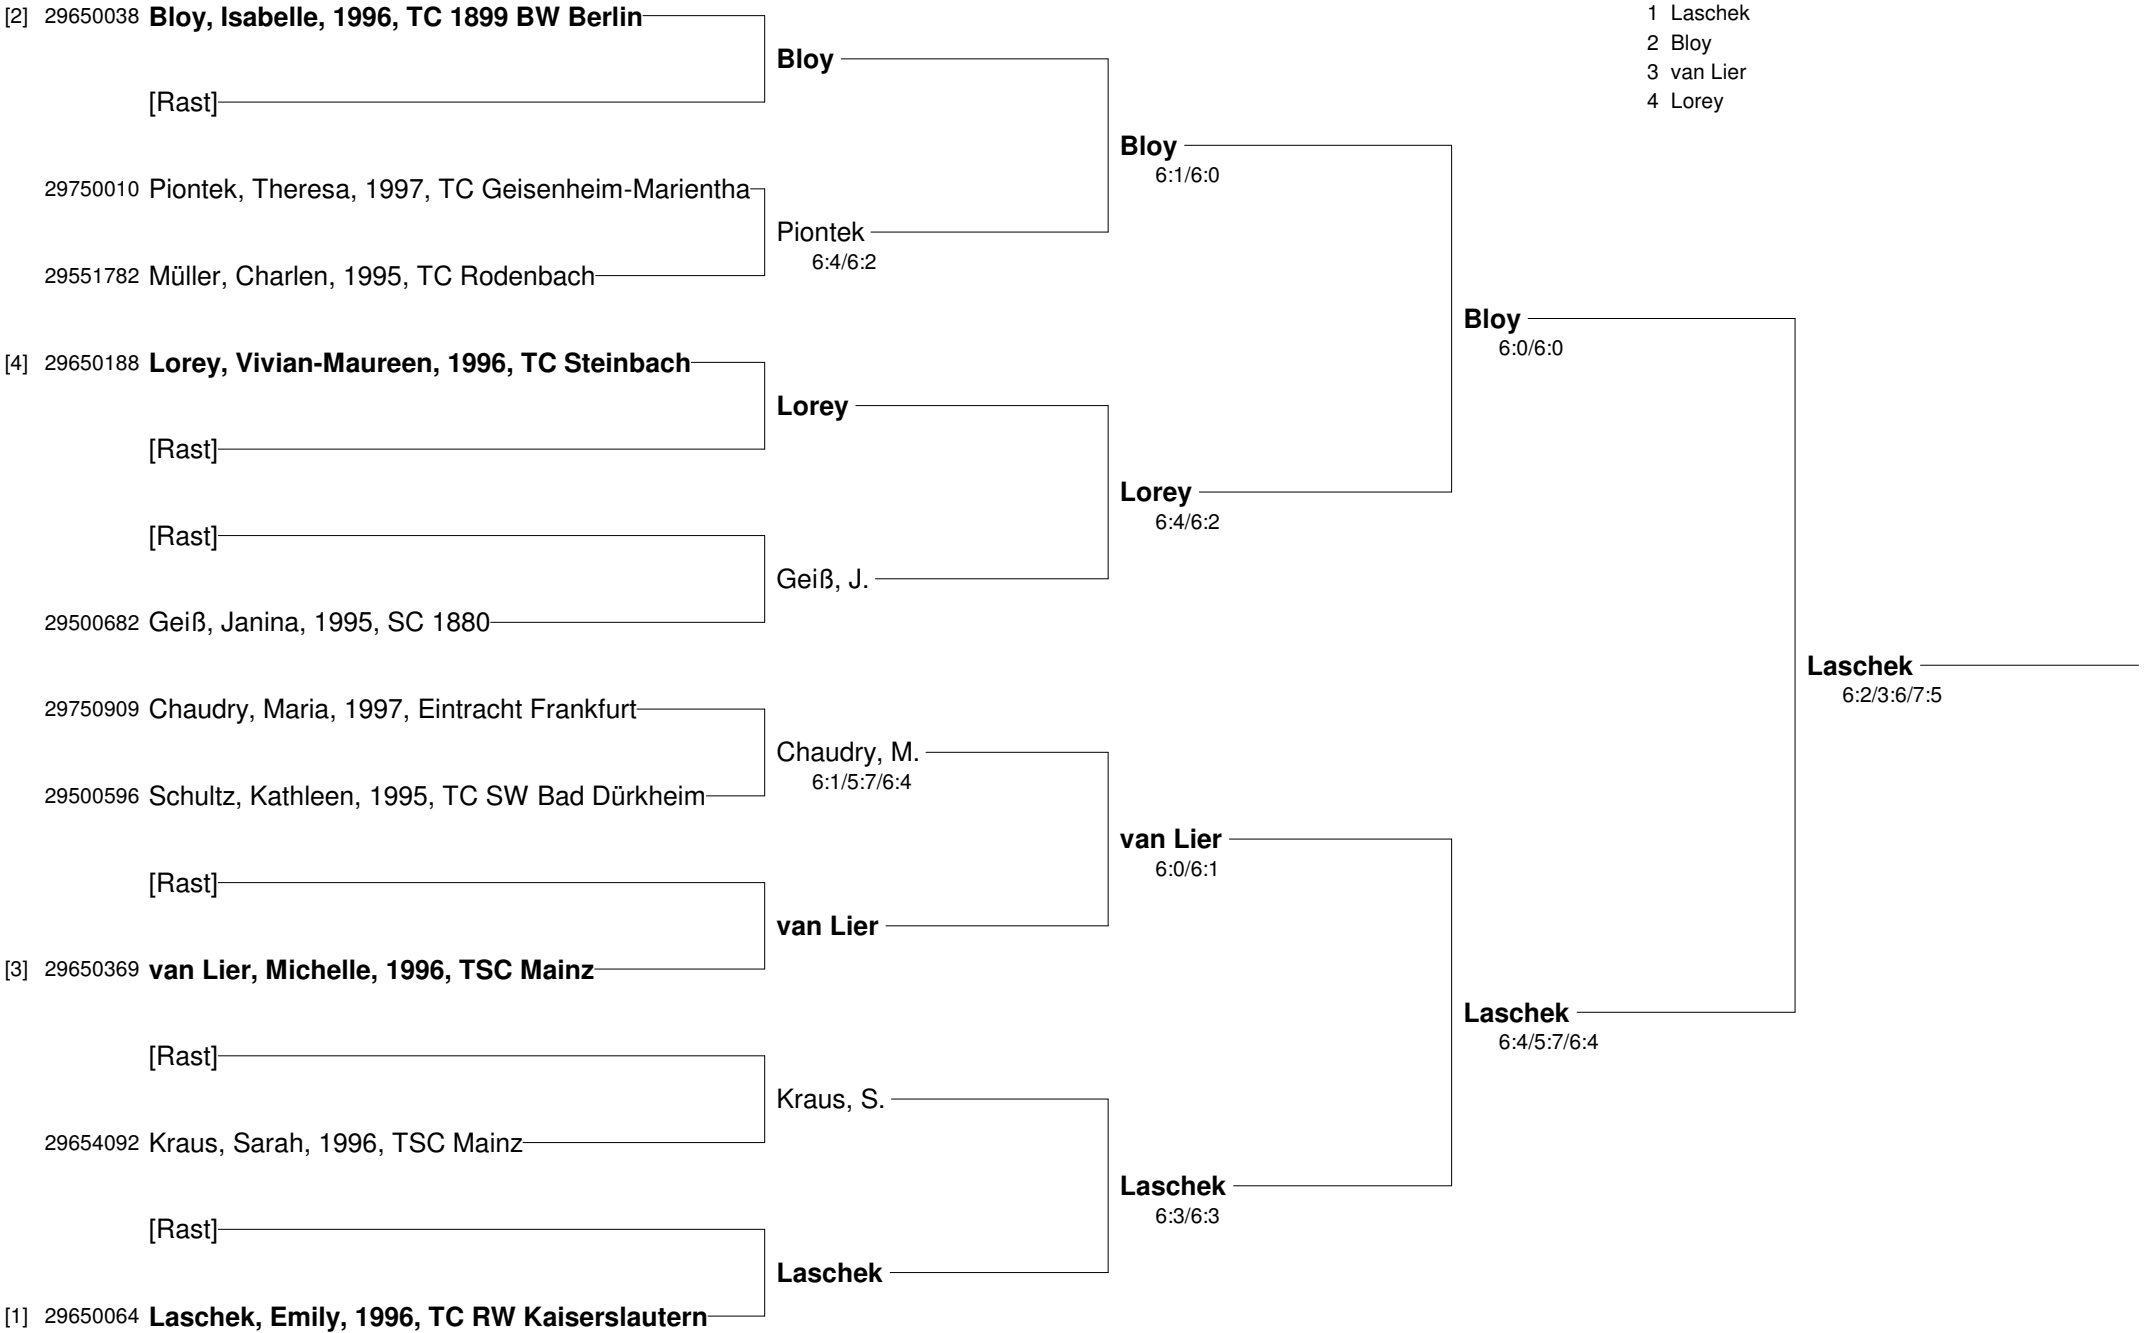 [2] 29650038 Bloy, Isabelle, 1996, TC 1899 BW Berlin
[Rast]
29750010 Piontek, Theresa, 1997, TC Geisenheim-Marientha
29551782 Müller, Charlen, 1995, TC Rodenbach
[4] 29650188 Lorey, Vivian-Maureen, 1996, TC Steinbach
[Rast]
[Rast]
29500682 Geiß, Janina, 1995, SC 1880
29750909 Chaudry, Maria, 1997, Eintracht Frankfurt
29500596 Schultz, Kathleen, 1995, TC SW Bad Dürkheim
[Rast]
[3] 29650369 van Lier, Michelle, 1996, TSC Mainz
[Rast]
29654092 Kraus, Sarah, 1996, TSC Mainz
[Rast]
[1] 29650064 Laschek, Emily, 1996, TC RW Kaiserslautern
Bloy
Piontek
6:4/6:2
Lorey
Geiß, J.
Chaudry, M.
6:1/5:7/6:4
van Lier
Kraus, S.
Laschek
Bloy
6:1/6:0
Lorey
6:4/6:2
van Lier
6:0/6:1
Laschek
6:3/6:3
Bloy
6:0/6:0
Laschek
6:4/5:7/6:4
Laschek
6:2/3:6/7:5
1 Laschek
2 Bloy
3 van Lier
4 Lorey